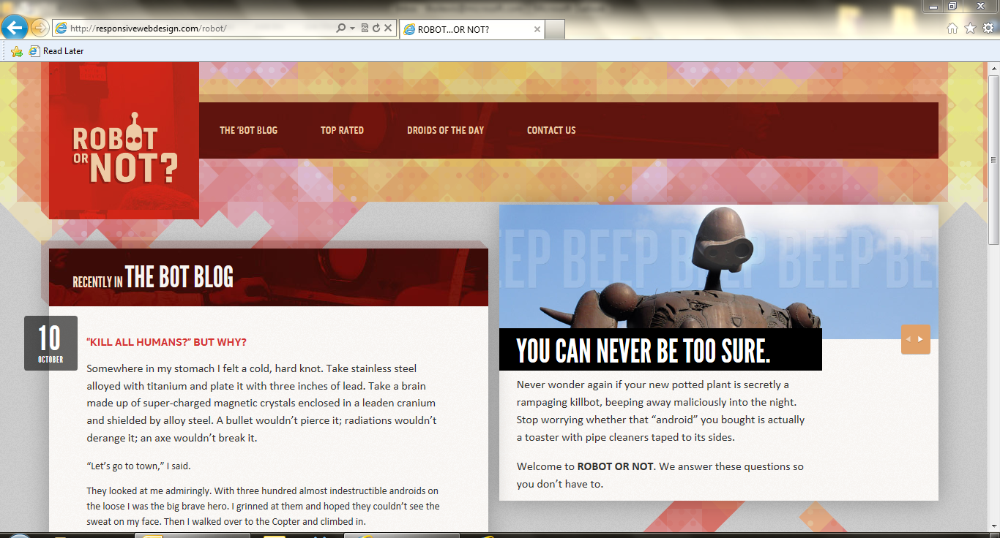 http://responsivewebdesign.com/robot/
ROBOT...OR NOT?
Read Later
ROBOT
OR NOT?
THE 'BOT BLOG
TOP RATED
DROIDS OF THE DAY
CONTACT US
RECENTLY IN THE BOT BLOG
10
OCTOBER
“KILL ALL HUMANS?” BUT WHY?
Somewhere in my stomach I felt a cold, hard knot. Take stainless steel
alloyed with titanium and plate it with three inches of lead. Take a brain
made up of super-charged magnetic crystals enclosed in a leaden cranium
and shielded by alloy steel. A bullet wouldn’t pierce it; radiations wouldn’t
derange it; an axe wouldn’t break it.
“Let’s go to town,” I said.
They looked at me admiringly. With three hundred almost indestructible androids on
the loose I was the big brave hero. I grinned at them and hoped they couldn’t see the
sweat on my face. Then I walked over to the Copter and climbed in.
EEP BEEP BEEP BEEP BE
YOU CAN NEVER BE TOO SURE.
Never wonder again if your new potted plant is secretly a
rampaging killbot, beeping away maliciously into the night.
Stop worrying whether that “android” you bought is actually
a toaster with pipe cleaners taped to its sides.
Welcome to ROBOT OR NOT. We answer these questions so
you don’t have to.